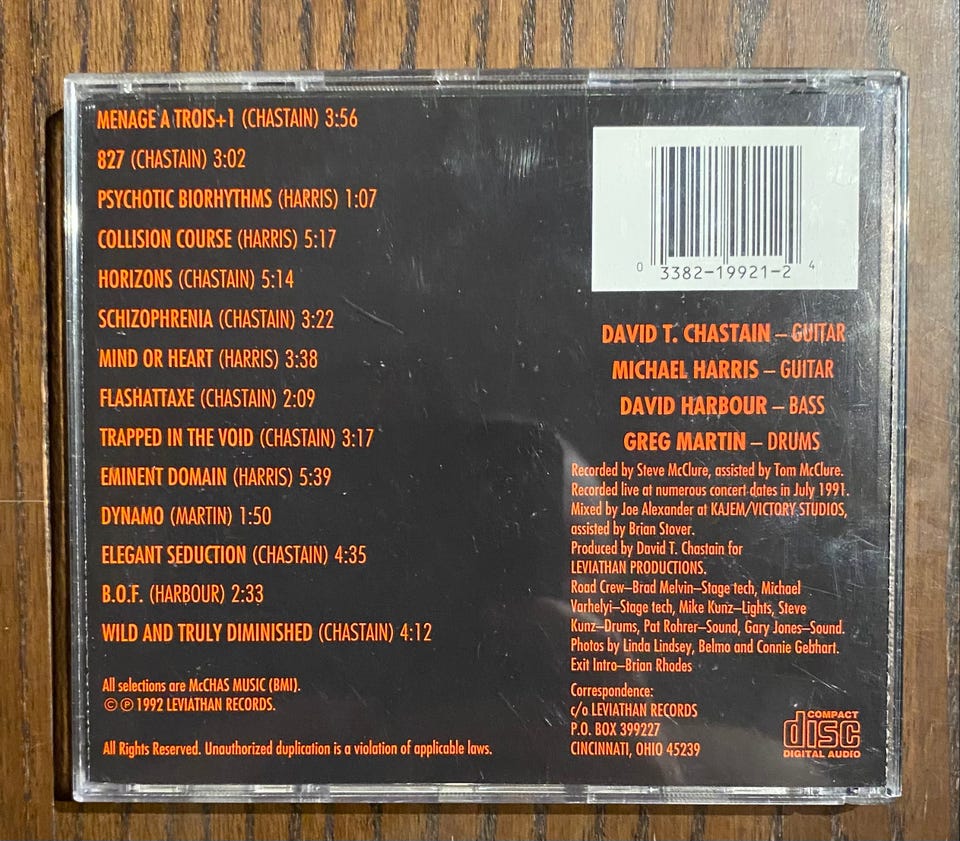 MENAGE A TROIS+1 (CHASTAIN) 3:56
827 (CHASTAIN) 3:02
PSYCHOTIC BIORHYTHMS (HARRIS) 1:07
COLLISION COURSE (HARRIS) 5:17
HORIZONS (CHASTAIN) 5:14
SCHIZOPHRENIA (CHASTAIN) 3:22
MIND OR HEART (HARRIS) 3:38
FLASHATTAXE (CHASTAIN) 2:09
TRAPPED IN THE VOID (CHASTAIN) 3:17
EMINENT DOMAIN (HARRIS) 5:39
DYNAMO (MARTIN) 1:50
ELEGANT SEDUCTION (CHASTAIN) 4:35
B.O.F. (HARBOUR) 2:33
WILD AND TRULY DIMINISHED (CHASTAIN) 4:12
All selections are McCHAS MUSIC (BMI).
© ℗ 1992 LEVIATHAN RECORDS.
All Rights Reserved. Unauthorized duplication is a violation of applicable laws.
0 3382-19921-2 4
DAVID T. CHASTAIN – GUITAR
MICHAEL HARRIS – GUITAR
DAVID HARBOUR – BASS
GREG MARTIN – DRUMS
Recorded by Steve McClure, assisted by Tom McClure.
Recorded live at numerous concert dates in July 1991.
Mixed by Joe Alexander at KAJEM/VICTORY STUDIOS,
assisted by Brian Stover.
Produced by David T. Chastain for
LEVIATHAN PRODUCTIONS.
Road Crew–Brad Melvin–Stage tech, Michael
Varhelyi–Stage tech, Mike Kunz–Lights, Steve
Kunz–Drums, Pat Rohrer–Sound, Gary Jones–Sound.
Photos by Linda Lindsey, Belmo and Connie Gebhart.
Exit Intro–Brian Rhodes
Correspondence:
c/o LEVIATHAN RECORDS
P.O. BOX 399227
CINCINNATI, OHIO 45239
COMPACT
disc
DIGITAL AUDIO